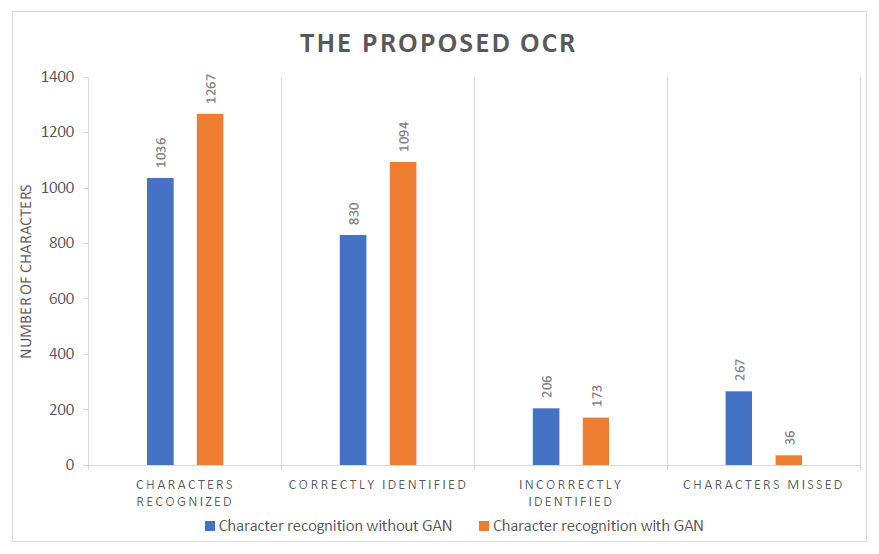 THE PROPOSED OCR
NUMBER OF CHARACTERS
1400
1200
1000
800
600
400
200
0
1036
1267
830
1094
206
173
267
36
CHARACTERS
RECOGNIZED
CORRECTLY IDENTIFIED
INCORRECTLY
IDENTIFIED
CHARACTERS MISSED
Character recognition without GAN
Character recognition with GAN